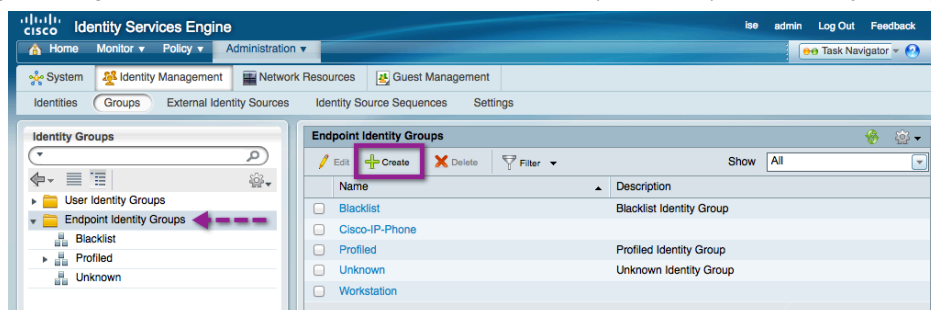 cisco Identity Services Engine ise admin Log Out Feedback
Home Monitor Policy Administration Task Navigator
System Identity Management Network Resources Guest Management
Identities Groups External Identity Sources Identity Source Sequences Settings
Identity Groups
User Identity Groups
Endpoint Identity Groups
Blacklist
Profiled
Unknown
Endpoint Identity Groups
Edit Create Delete Filter Show All
Name Description
Blacklist Blacklist Identity Group
Cisco-IP-Phone
Profiled Profiled Identity Group
Unknown Unknown Identity Group
Workstation